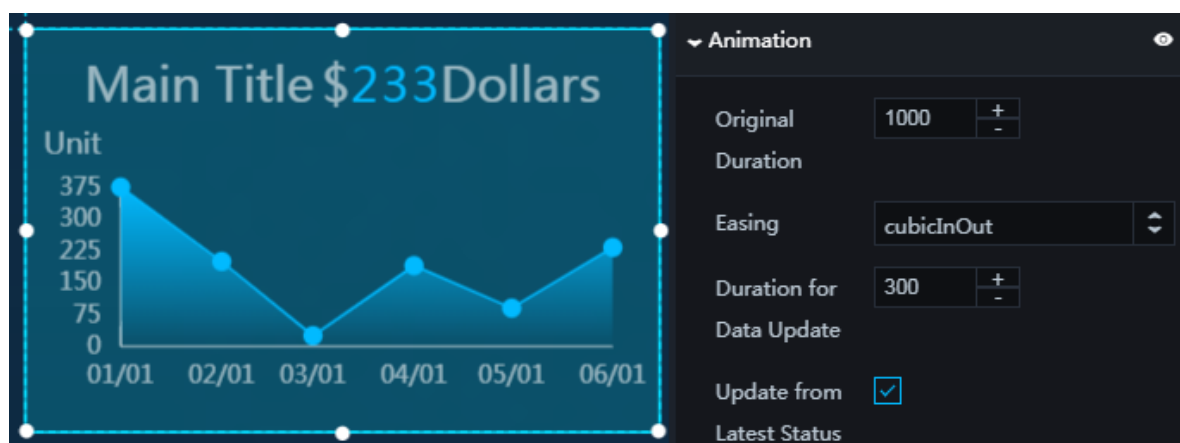 Main Title $233Dollars
Unit
375
300
225
150
75
0
01/01 02/01 03/01 04/01 05/01 06/01
Animation
Original
Duration
1000
+
-
Easing
cubicInOut
Duration for
Data Update
300
+
-
Update from
Latest Status